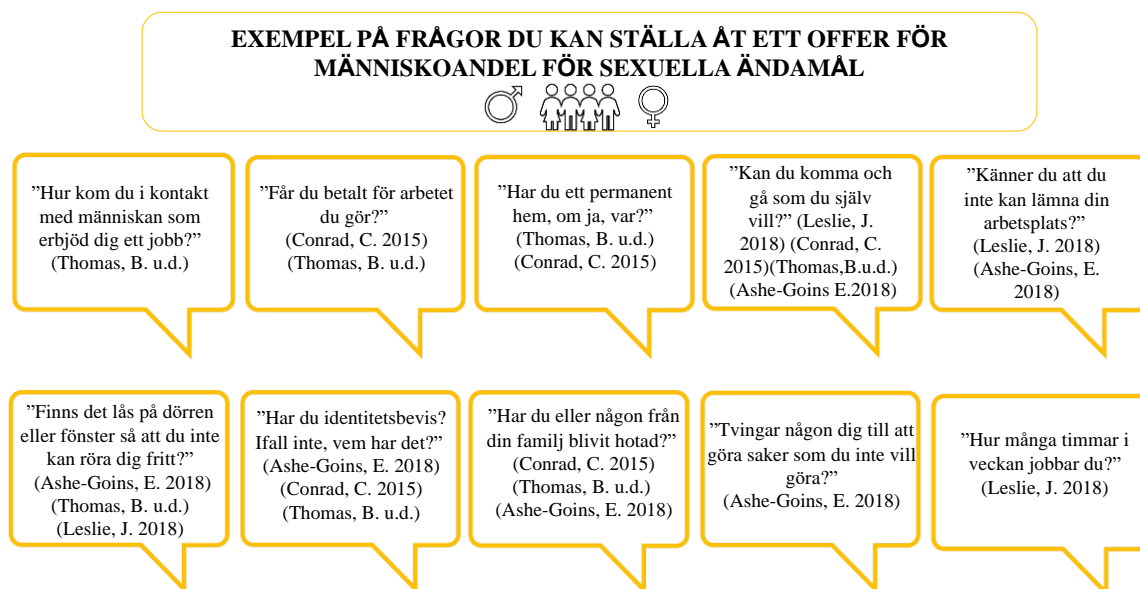 EXEMPEL PÅ FRÅGOR DU KAN STÄLLA ÅT ETT OFFER FÖR
MÄNNISKOANDEL FÖR SEXUELLA ÄNDAMÅL
”Hur kom du i kontakt
med människan som
erbjöd dig ett jobb?”
(Thomas, B. u.d.)
”Får du betalt för arbetet
du gör?”
(Conrad, C. 2015)
(Thomas, B. u.d.)
”Har du ett permanent
hem, om ja, var?”
(Thomas, B. u.d.)
(Conrad, C. 2015)
”Kan du komma och
gå som du själv
vill?” (Leslie, J.
2018) (Conrad, C.
2015)(Thomas,B.u.d.)
(Ashe-Goins E.2018)
”Känner du att du
inte kan lämna din
arbetsplats?”
(Leslie, J. 2018)
(Ashe-Goins, E.
2018)
”Finns det lås på dörren
eller fönster så att du inte
kan röra dig fritt?”
(Ashe-Goins, E. 2018)
(Thomas, B. u.d.)
(Leslie, J. 2018)
”Har du identitetsbevis?
Ifall inte, vem har det?”
(Ashe-Goins, E. 2018)
(Conrad, C. 2015)
(Thomas, B. u.d.)
”Har du eller någon från
din familj blivit hotad?”
(Conrad, C. 2015)
(Thomas, B. u.d.)
(Ashe-Goins, E. 2018)
”Tvingar någon dig till att
göra saker som du inte vill
göra?”
(Ashe-Goins, E. 2018)
”Hur många timmar i
veckan jobbar du?”
(Leslie, J. 2018)